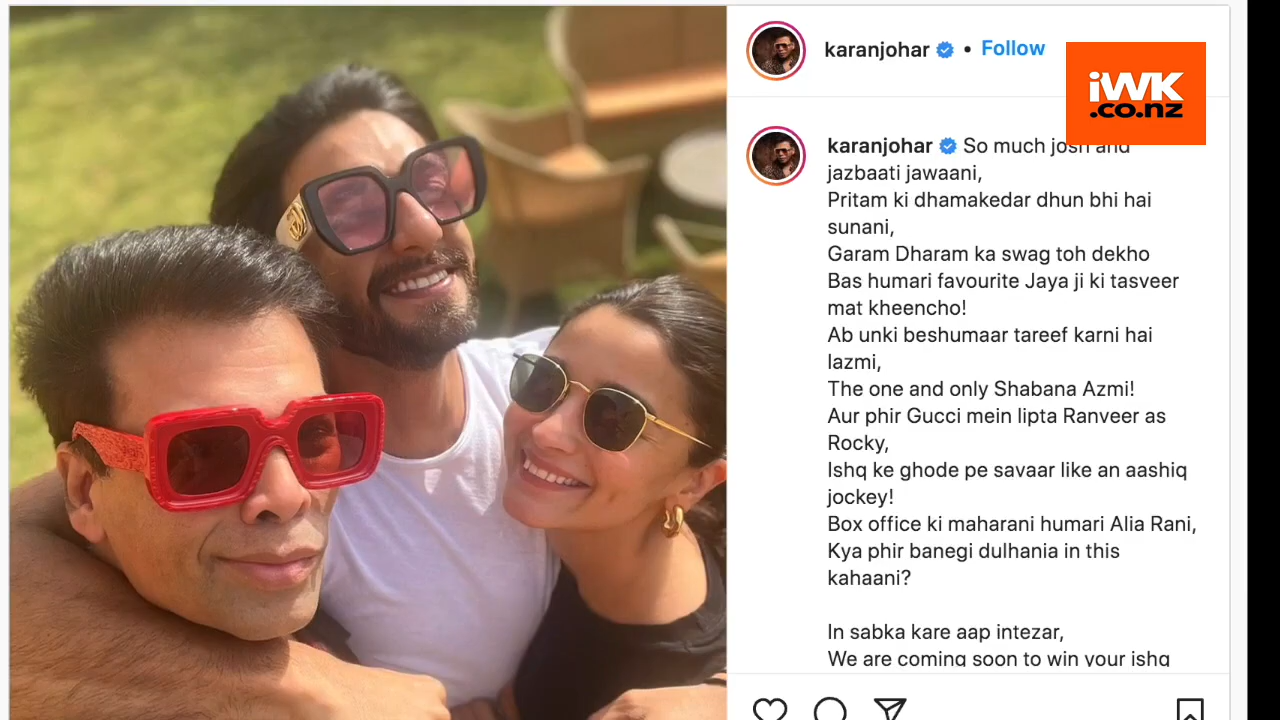 karanjohar • Follow
iWK
.co.nz
karanjohar So much josh and
jazbaati jawaani,
Pritam ki dhamakedar dhun bhi hai
sunani,
Garam Dharam ka swag toh dekho
Bas humari favourite Jaya ji ki tasveer
mat kheencho!
Ab unki beshumaar tareef karni hai
lazmi,
The one and only Shabana Azmi!
Aur phir Gucci mein lipta Ranveer as
Rocky,
Ishq ke ghode pe savaar like an aashiq
jockey!
Box office ki maharani humari Alia Rani,
Kya phir banegi dulhania in this
kahaani?
In sabka kare aap intezar,
We are coming soon to win your ishq